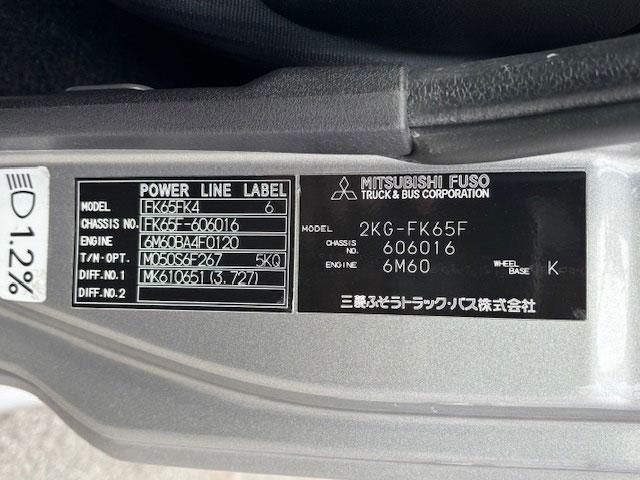 1.2%
POWER LINE LABEL
MODEL FK65FK4 6
CHASSIS NO. FK65F-606016
ENGINE 6M60BA4F0120
T/N-OPT. M050S6F267 5KQ
DIFF.NO.1 MK610651 (3.727)
DIFF.NO.2
MITSUBISHI FUSO
TRUCK & BUS CORPORATION
MODEL 2KG-FK65F
CHASSIS NO. 606016
ENGINE 6M60 WHEEL BASE K
三菱ふそうトラック・バス株式会社